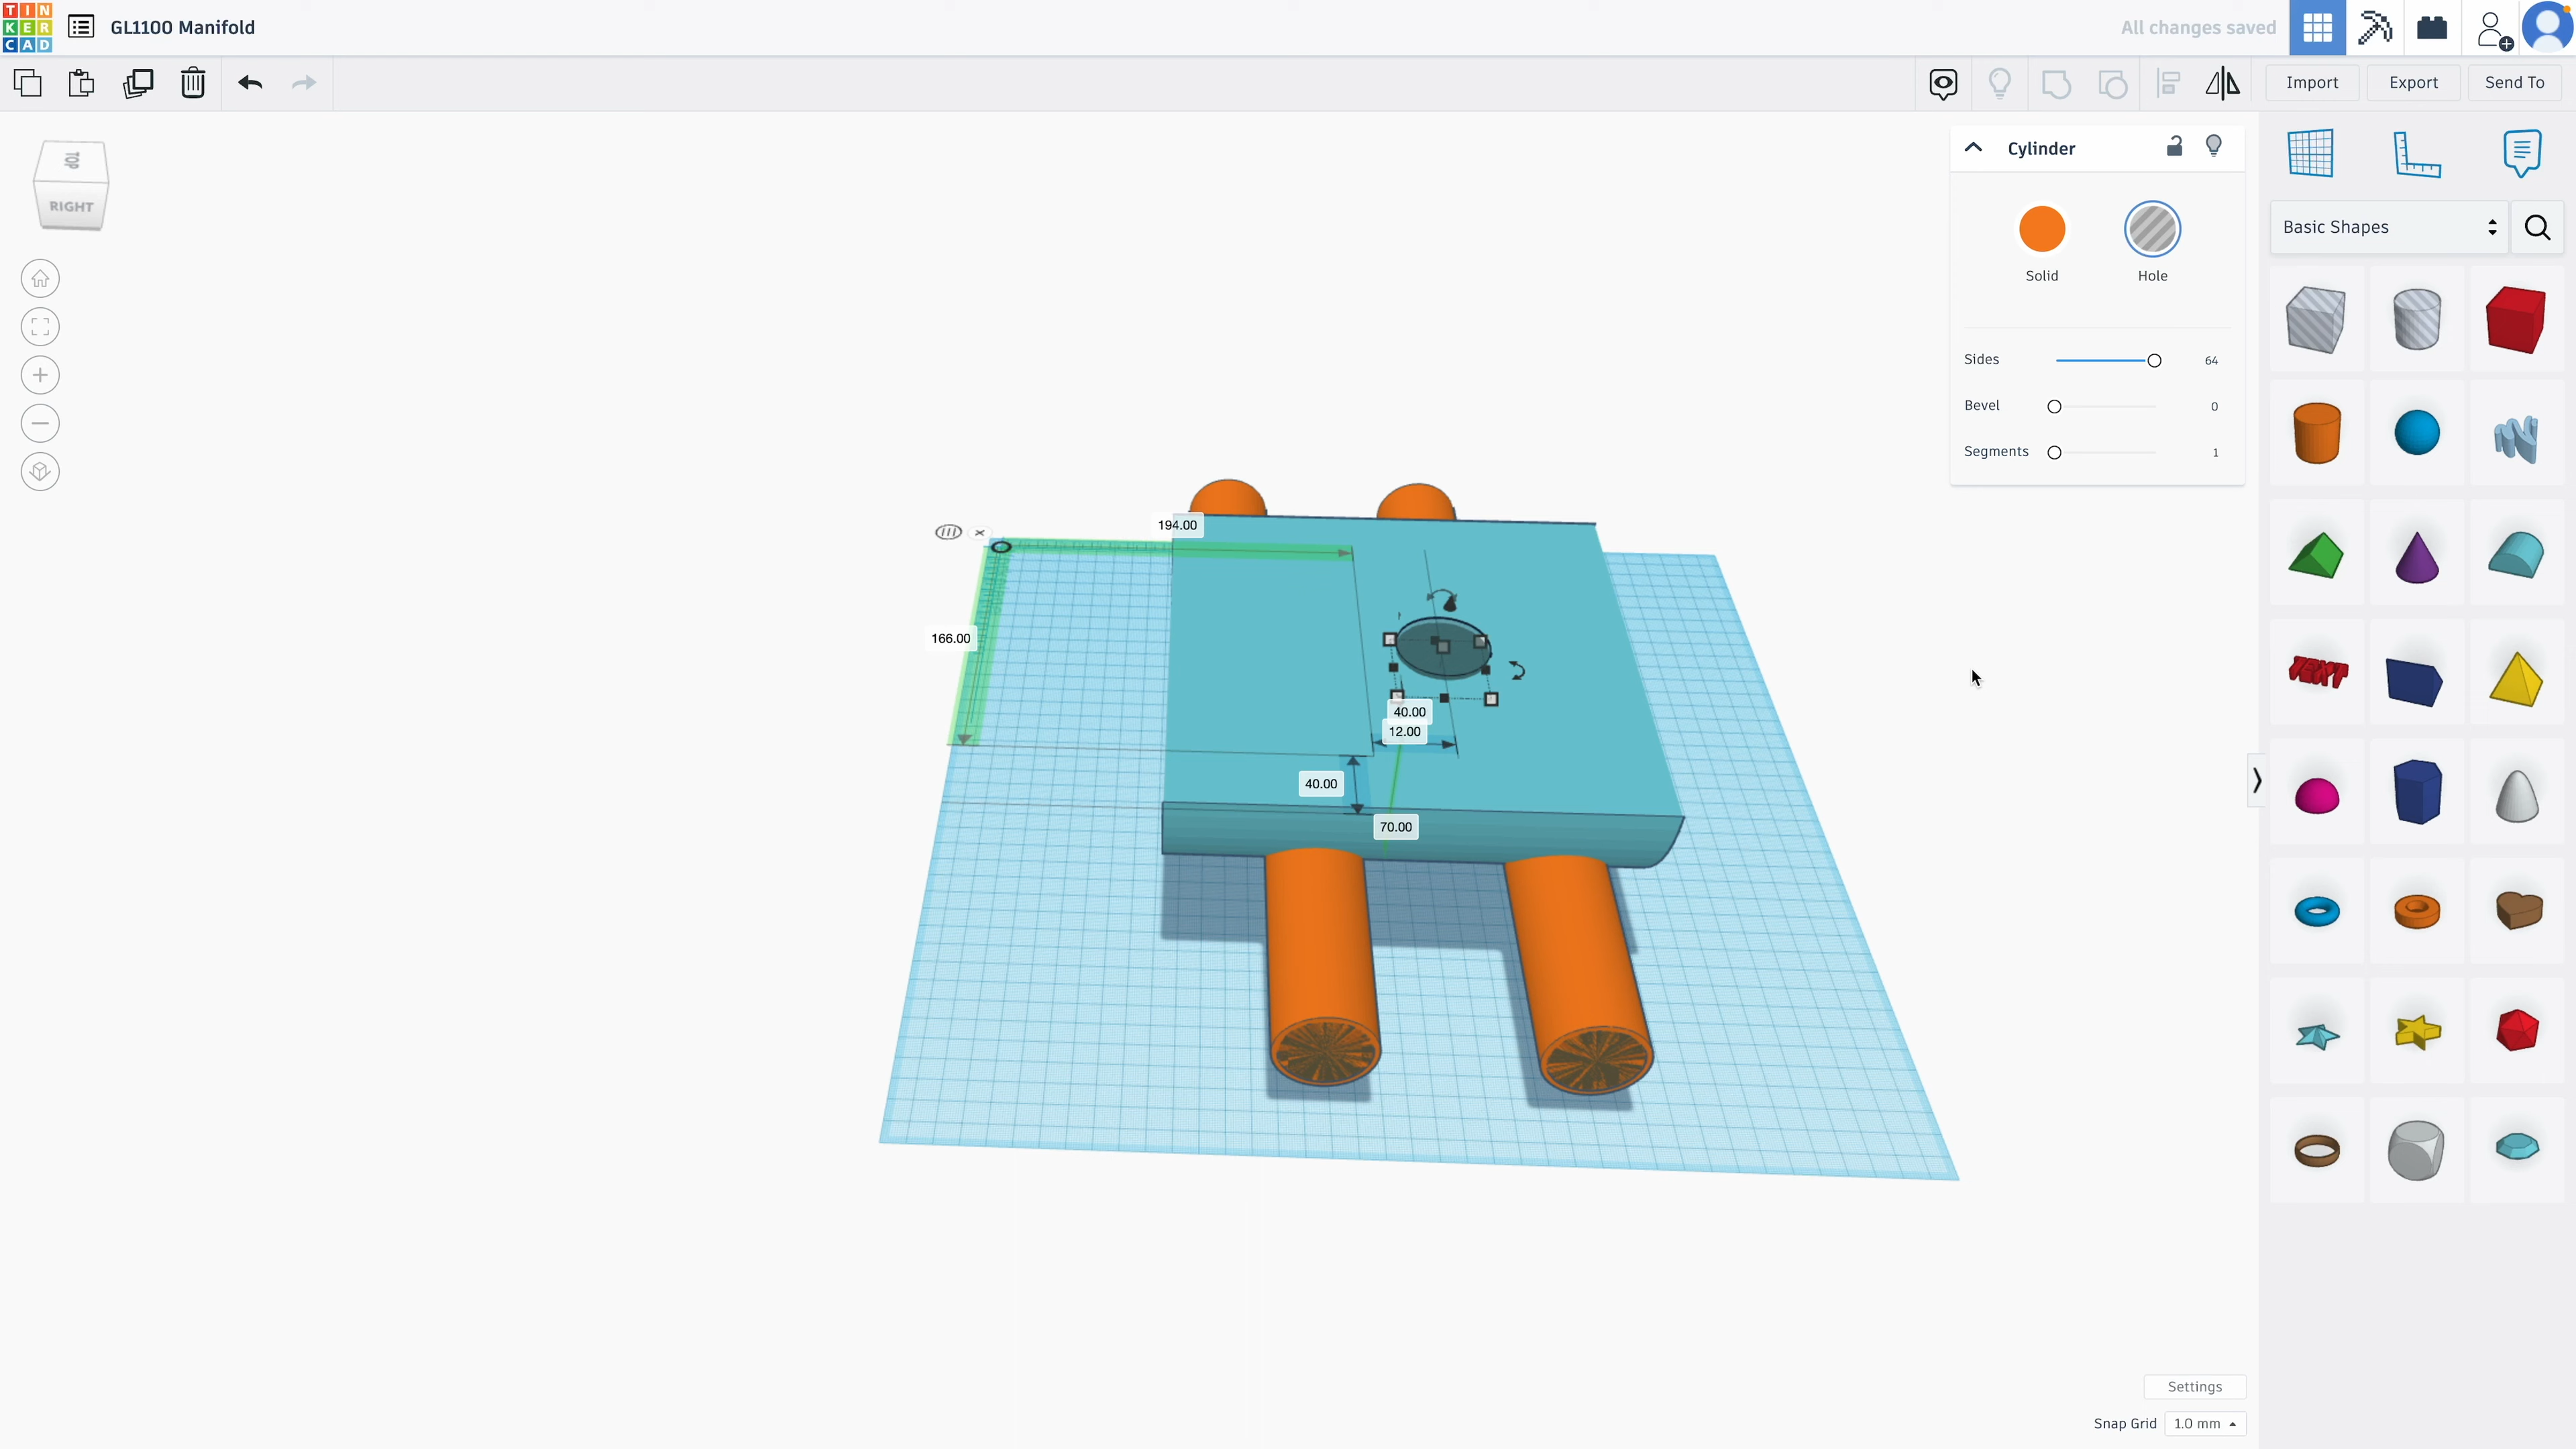 TIN
KER
CAD
GL1100 Manifold
All changes saved
Import
Export
Send To
TOP
RIGHT
Cylinder
Solid
Hole
Sides
64
Bevel
0
Segments
1
Basic Shapes
TEXT
194.00
166.00
40.00
12.00
40.00
70.00
Settings
Snap Grid
1.0 mm